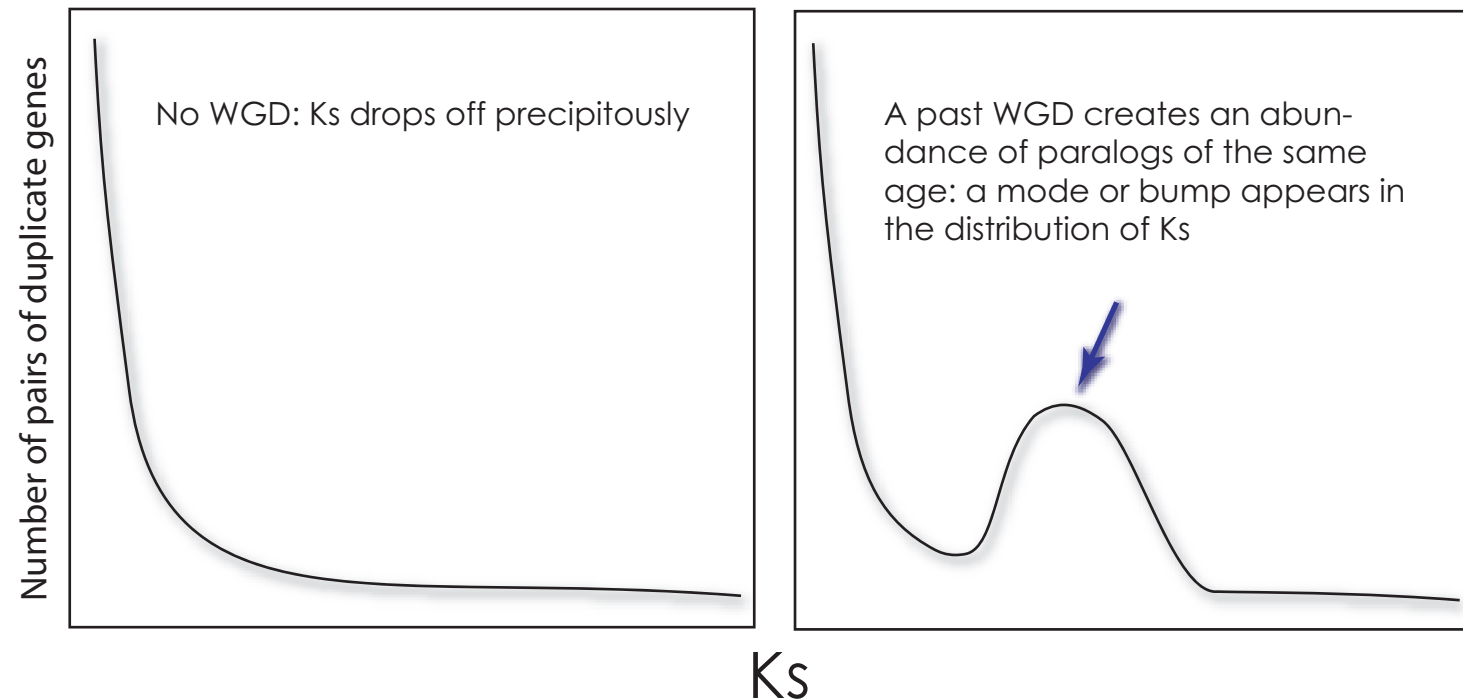 Number of pairs of duplicate genes
No WGD: Ks drops off precipitously
A past WGD creates an abun-
dance of paralogs of the same
age: a mode or bump appears in
the distribution of Ks
Ks